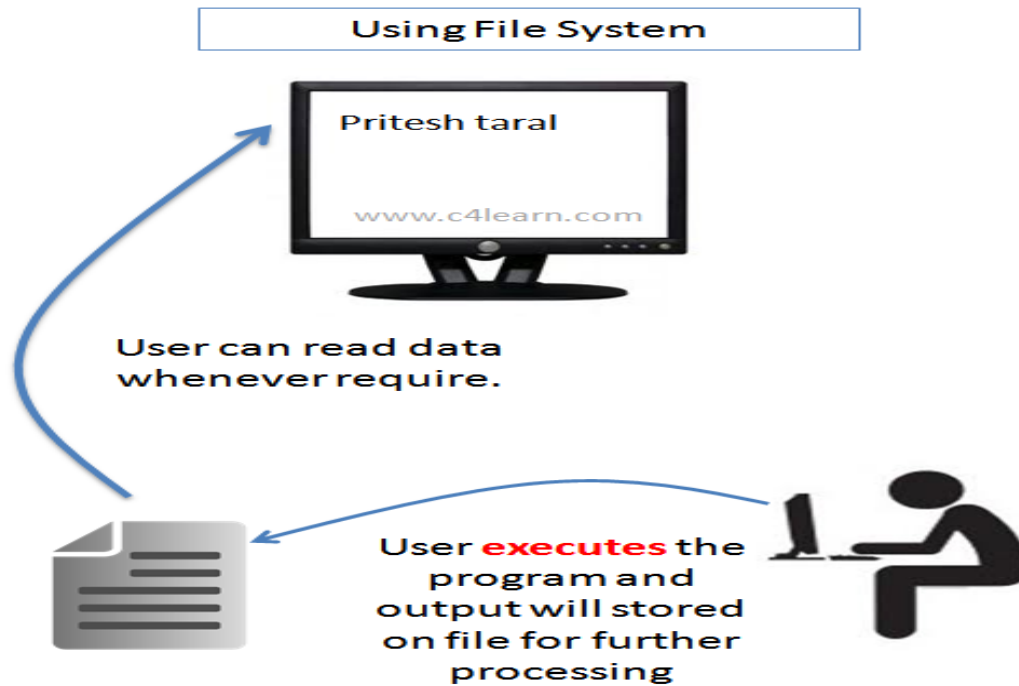 Using File System
Pritesh taral
www.c4learn.com
User can read data
whenever require.
User executes the
program and
output will stored
on file for further
processing